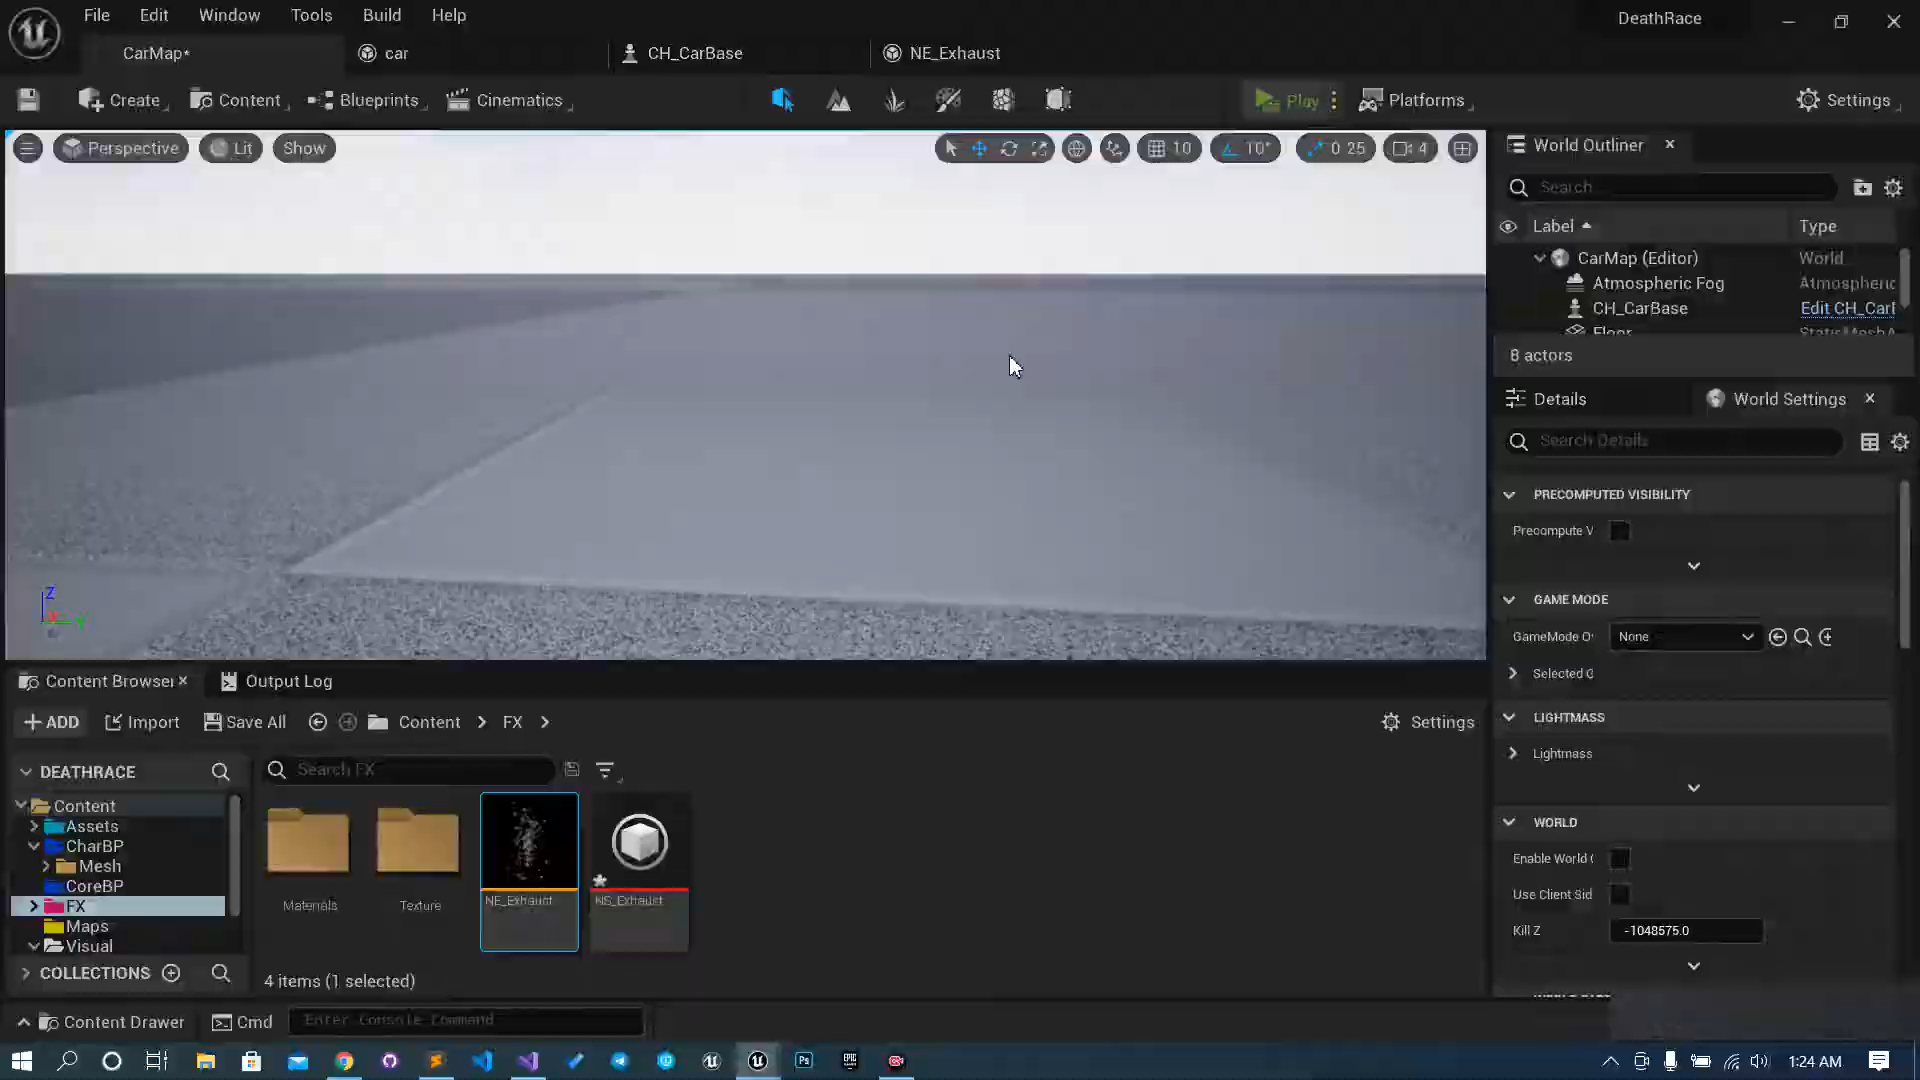 File Edit Window Tools Build Help DeathRace
CarMap* car CH_CarBase NE_Exhaust
Create Content Blueprints Cinematics Play Platforms Settings
Perspective Lit Show 10 10° 0 25 4
World Outliner
Search...
Label Type
CarMap (Editor) World
Atmospheric Fog Atmospheric
CH_CarBase Edit CH_Carl
Floor StaticMeshA
8 actors
Details World Settings
Search Details
PRECOMPUTED VISIBILITY
Precompute V
GAME MODE
GameMode O None
Selected G
LIGHTMASS
Lightmass
WORLD
Enable World
Use Client Sid
Kill Z -1048575.0
Z
Y
Content Browser Output Log
ADD Import Save All Content FX Settings
DEATHRACE Search FX
Content
Assets
CharBP
Mesh
CoreBP
FX
Maps
Visual
COLLECTIONS
Materials Texture NE_Exhaust NS_Exhaust
4 items (1 selected)
Content Drawer Cmd Enter Console Command
Ps EPIC 1:24 AM